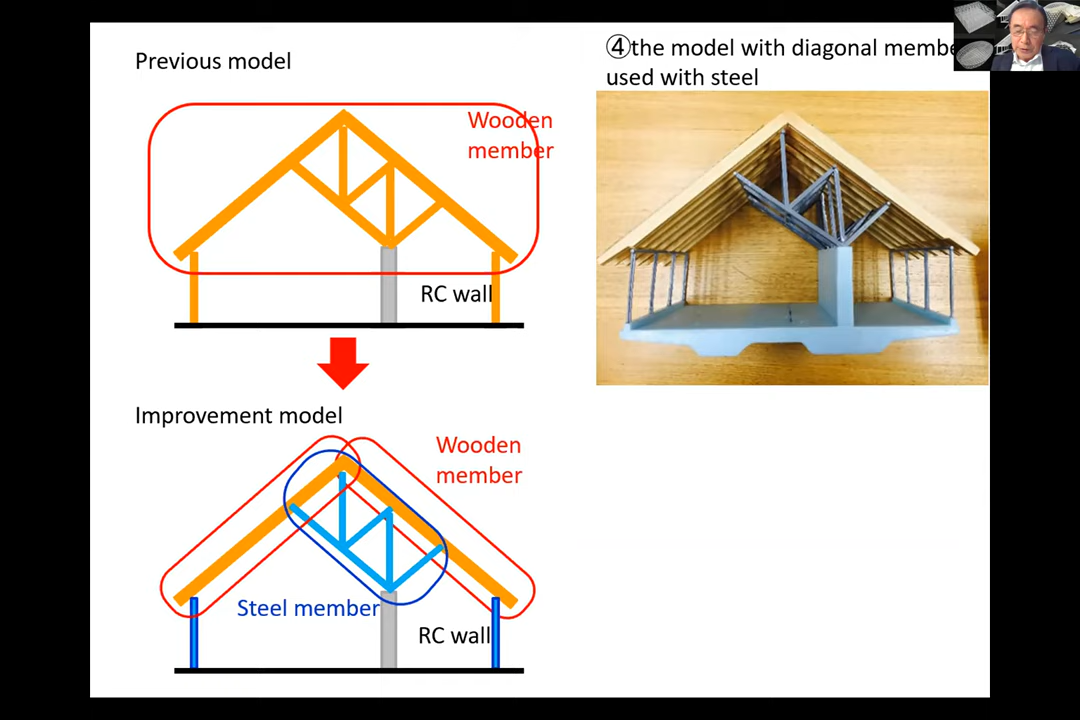 Previous model
Wooden
member
RC wall
Improvement model
Wooden
member
Steel member
RC wall
④the model with diagonal membe
used with steel